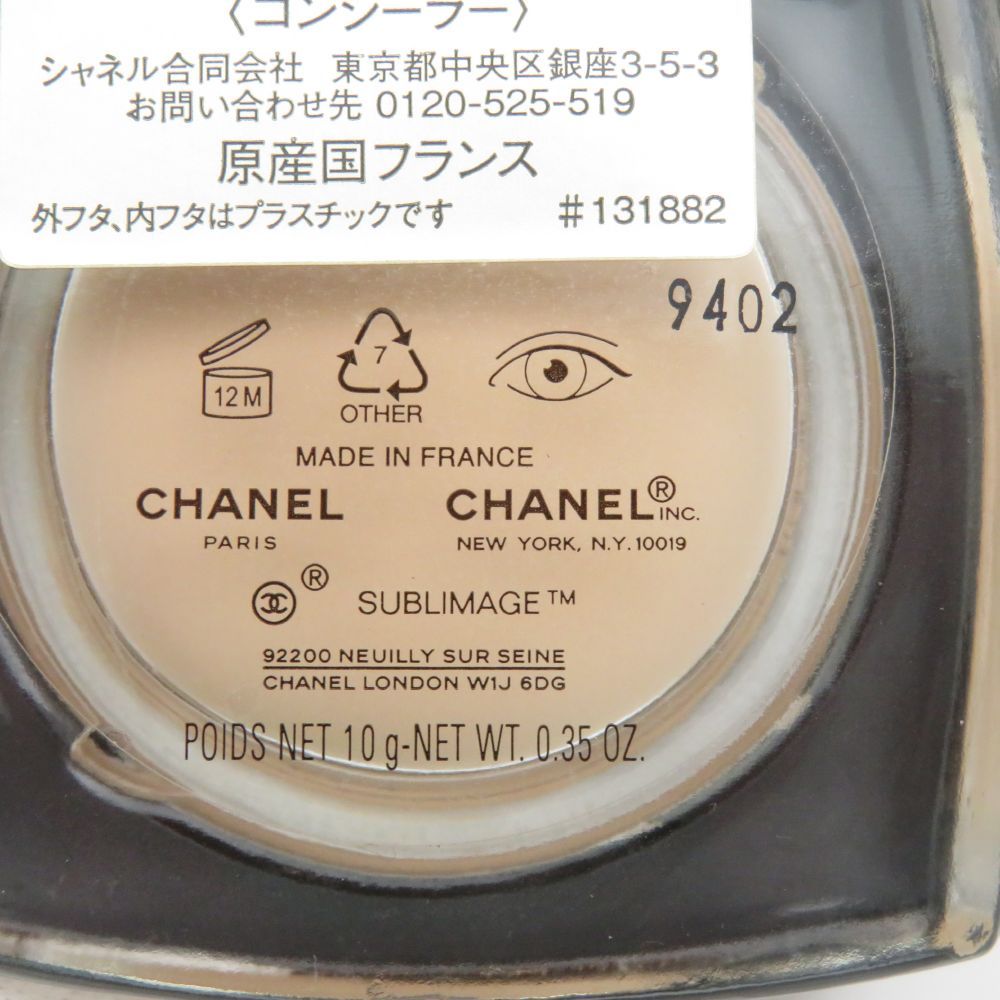 〈コンシーラー〉
シャネル合同会社 東京都中央区銀座3-5-3
お問い合わせ先 0120-525-519
原産国フランス
外フタ、内フタはプラスチックです #131882
9402
12M
7
OTHER
MADE IN FRANCE
CHANEL CHANEL® INC.
PARIS NEW YORK, N.Y. 10019
® SUBLIMAGE™
92200 NEUILLY SUR SEINE
CHANEL LONDON W1J 6DG
POIDS NET 10 g-NET WT. 0.35 OZ.